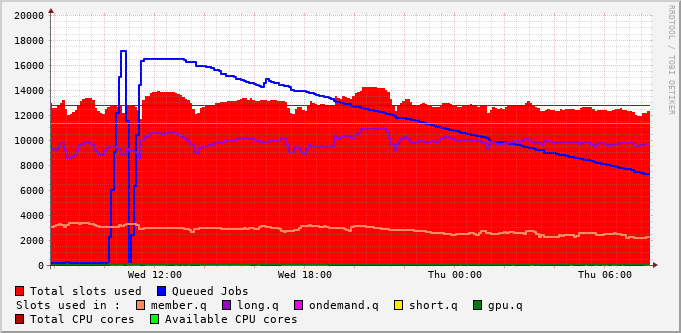 RRDTOOL / TOBI OETIKER
20000
18000
16000
14000
12000
10000
8000
6000
4000
2000
0
Wed 12:00 Wed 18:00 Thu 00:00 Thu 06:00
Total slots used Queued Jobs
Slots used in : member.q long.q ondemand.q short.q gpu.q
Total CPU cores Available CPU cores